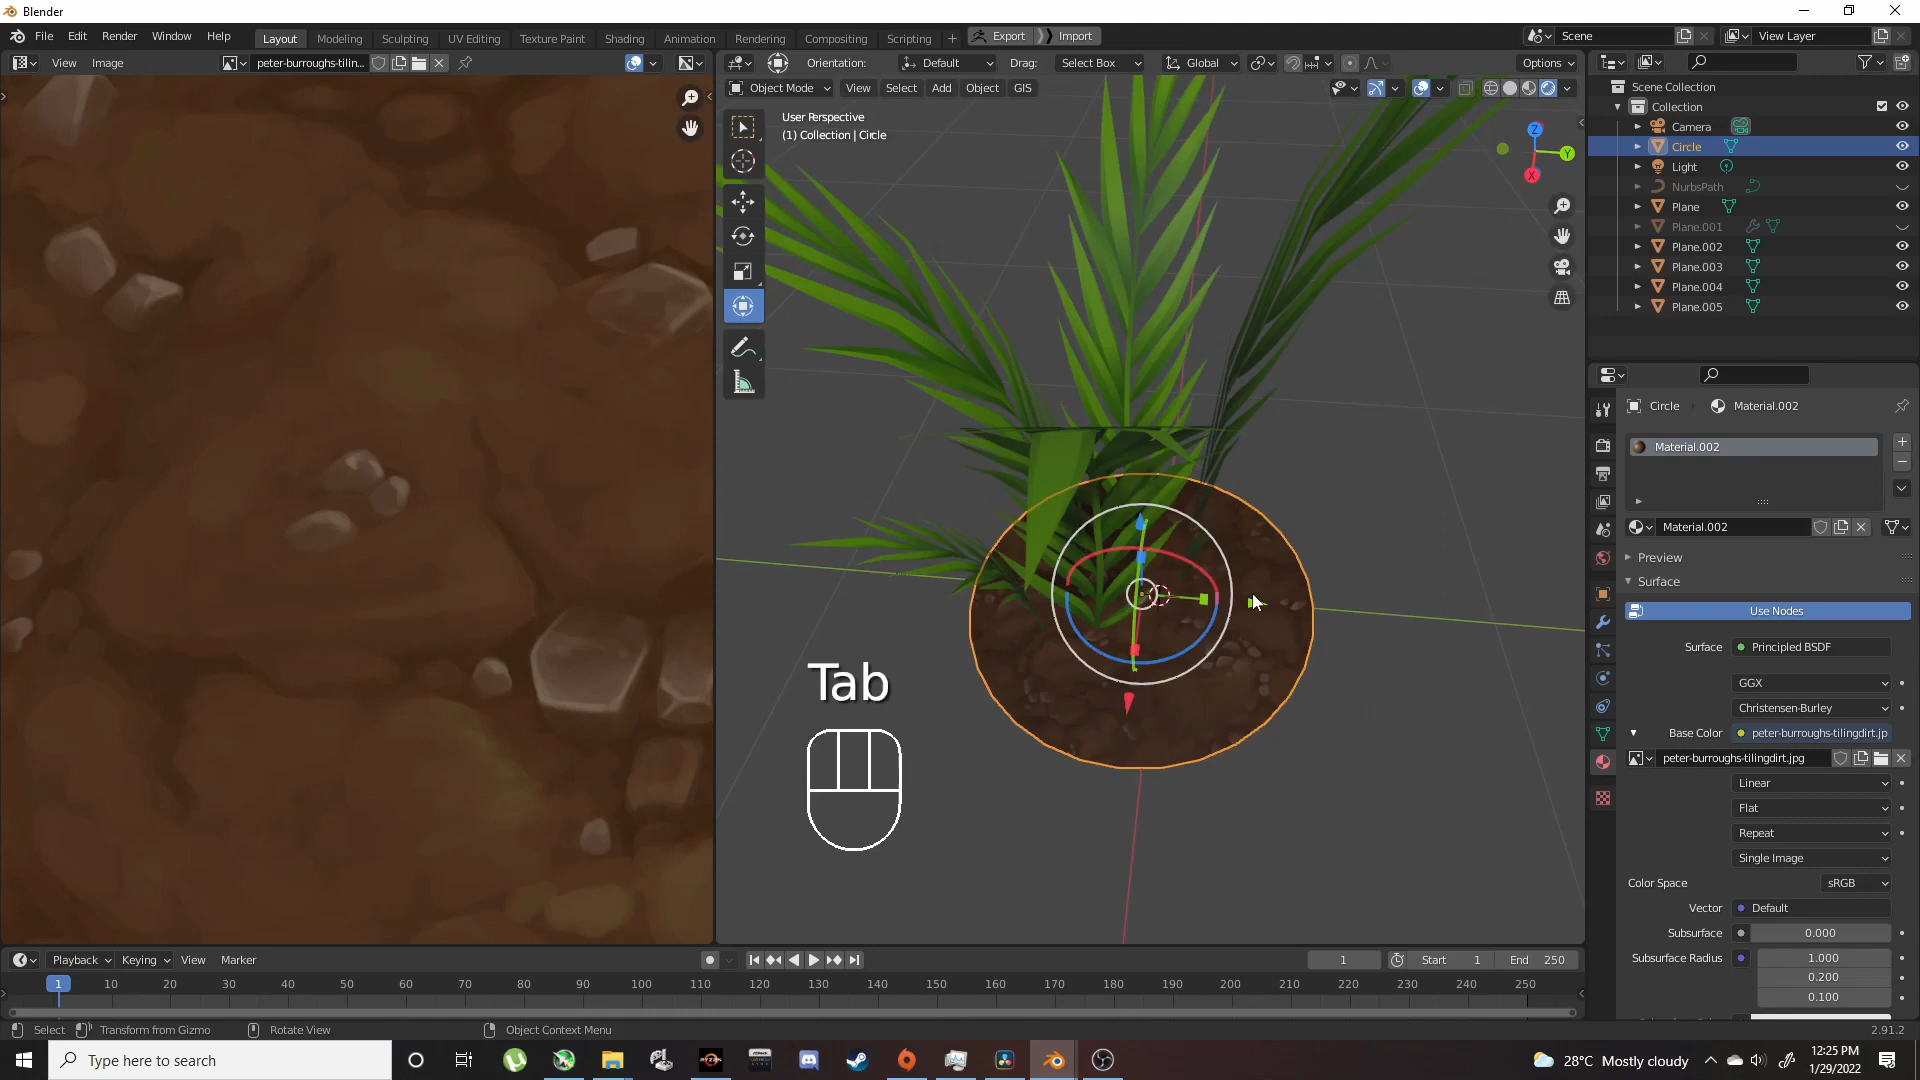 Blender
File Edit Render Window Help
Layout Modeling Sculpting UV Editing Texture Paint Shading Animation Rendering Compositing Scripting + Export Import
Scene
View Layer
View Image
peter-burroughs-tilin...
Orientation: Default Drag: Select Box Global Options
Object Mode View Select Add Object GIS
User Perspective
(1) Collection | Circle
Z
Y
X
Scene Collection
Collection
Camera
Circle
Light
NurbsPath
Plane
Plane.001
Plane.002
Plane.003
Plane.004
Plane.005
Circle Material.002
Material.002
Material.002
Preview
Surface
Use Nodes
Surface Principled BSDF
GGX
Christensen-Burley
Base Color peter-burroughs-tilingdirt.jp
peter-burroughs-tilingdirt.jpg
Linear
Flat
Repeat
Single Image
Color Space sRGB
Vector Default
Subsurface 0.000
Subsurface Radius 1.000
0.200
0.100
Tab
Playback Keying View Marker
1 Start 1 End 250
1 10 20 30 40 50 60 70 80 90 100 110 120 130 140 150 160 170 180 190 200 210 220 230 240 250
Select Transform from Gizmo Rotate View Object Context Menu
2.91.2
Type here to search
RYZEN
28°C Mostly cloudy
12:25 PM
1/29/2022